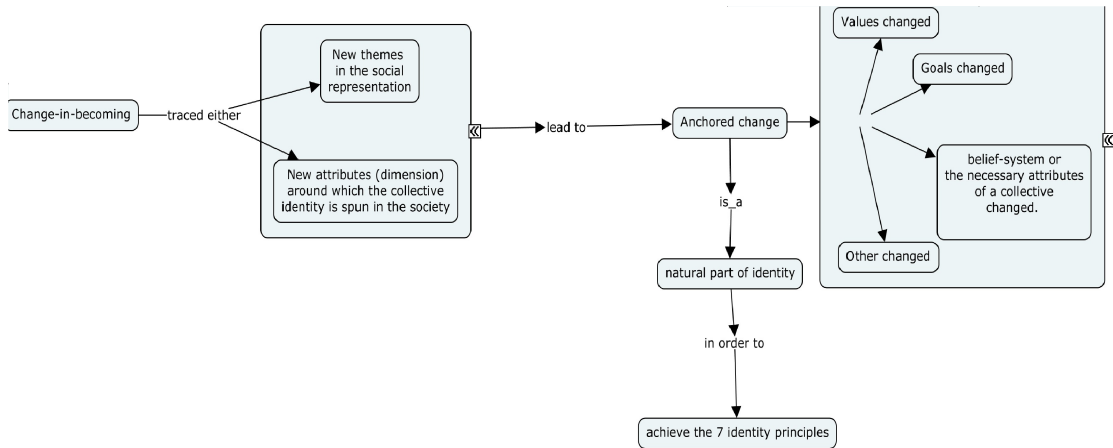 Change-in-becoming
traced either
New themes
in the social
representation
New attributes (dimension)
around which the collective
identity is spun in the society
lead to
Anchored change
is_a
natural part of identity
in order to
achieve the 7 identity principles
Values changed
Goals changed
belief-system or
the necessary attributes
of a collective
changed.
Other changed